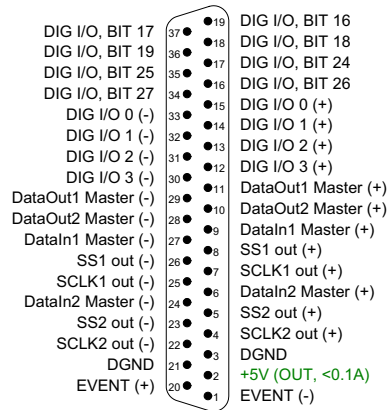 DIG I/O, BIT 17 37 19 DIG I/O, BIT 16
DIG I/O, BIT 19 36 18 DIG I/O, BIT 18
DIG I/O, BIT 25 35 17 DIG I/O, BIT 24
DIG I/O, BIT 27 34 16 DIG I/O, BIT 26
DIG I/O 0 (-) 33 15 DIG I/O 0 (+)
DIG I/O 1 (-) 32 14 DIG I/O 1 (+)
DIG I/O 2 (-) 31 13 DIG I/O 2 (+)
DIG I/O 3 (-) 30 12 DIG I/O 3 (+)
DataOut1 Master (-) 29 11 DataOut1 Master (+)
DataOut2 Master (-) 28 10 DataOut2 Master (+)
DataIn1 Master (-) 27 9 DataIn1 Master (+)
SS1 out (-) 26 8 SS1 out (+)
SCLK1 out (-) 25 7 SCLK1 out (+)
DataIn2 Master (-) 24 6 DataIn2 Master (+)
SS2 out (-) 23 5 SS2 out (+)
SCLK2 out (-) 22 4 SCLK2 out (+)
DGND 21 3 DGND
EVENT (+) 20 2 +5V (OUT, <0.1A)
1 EVENT (-)